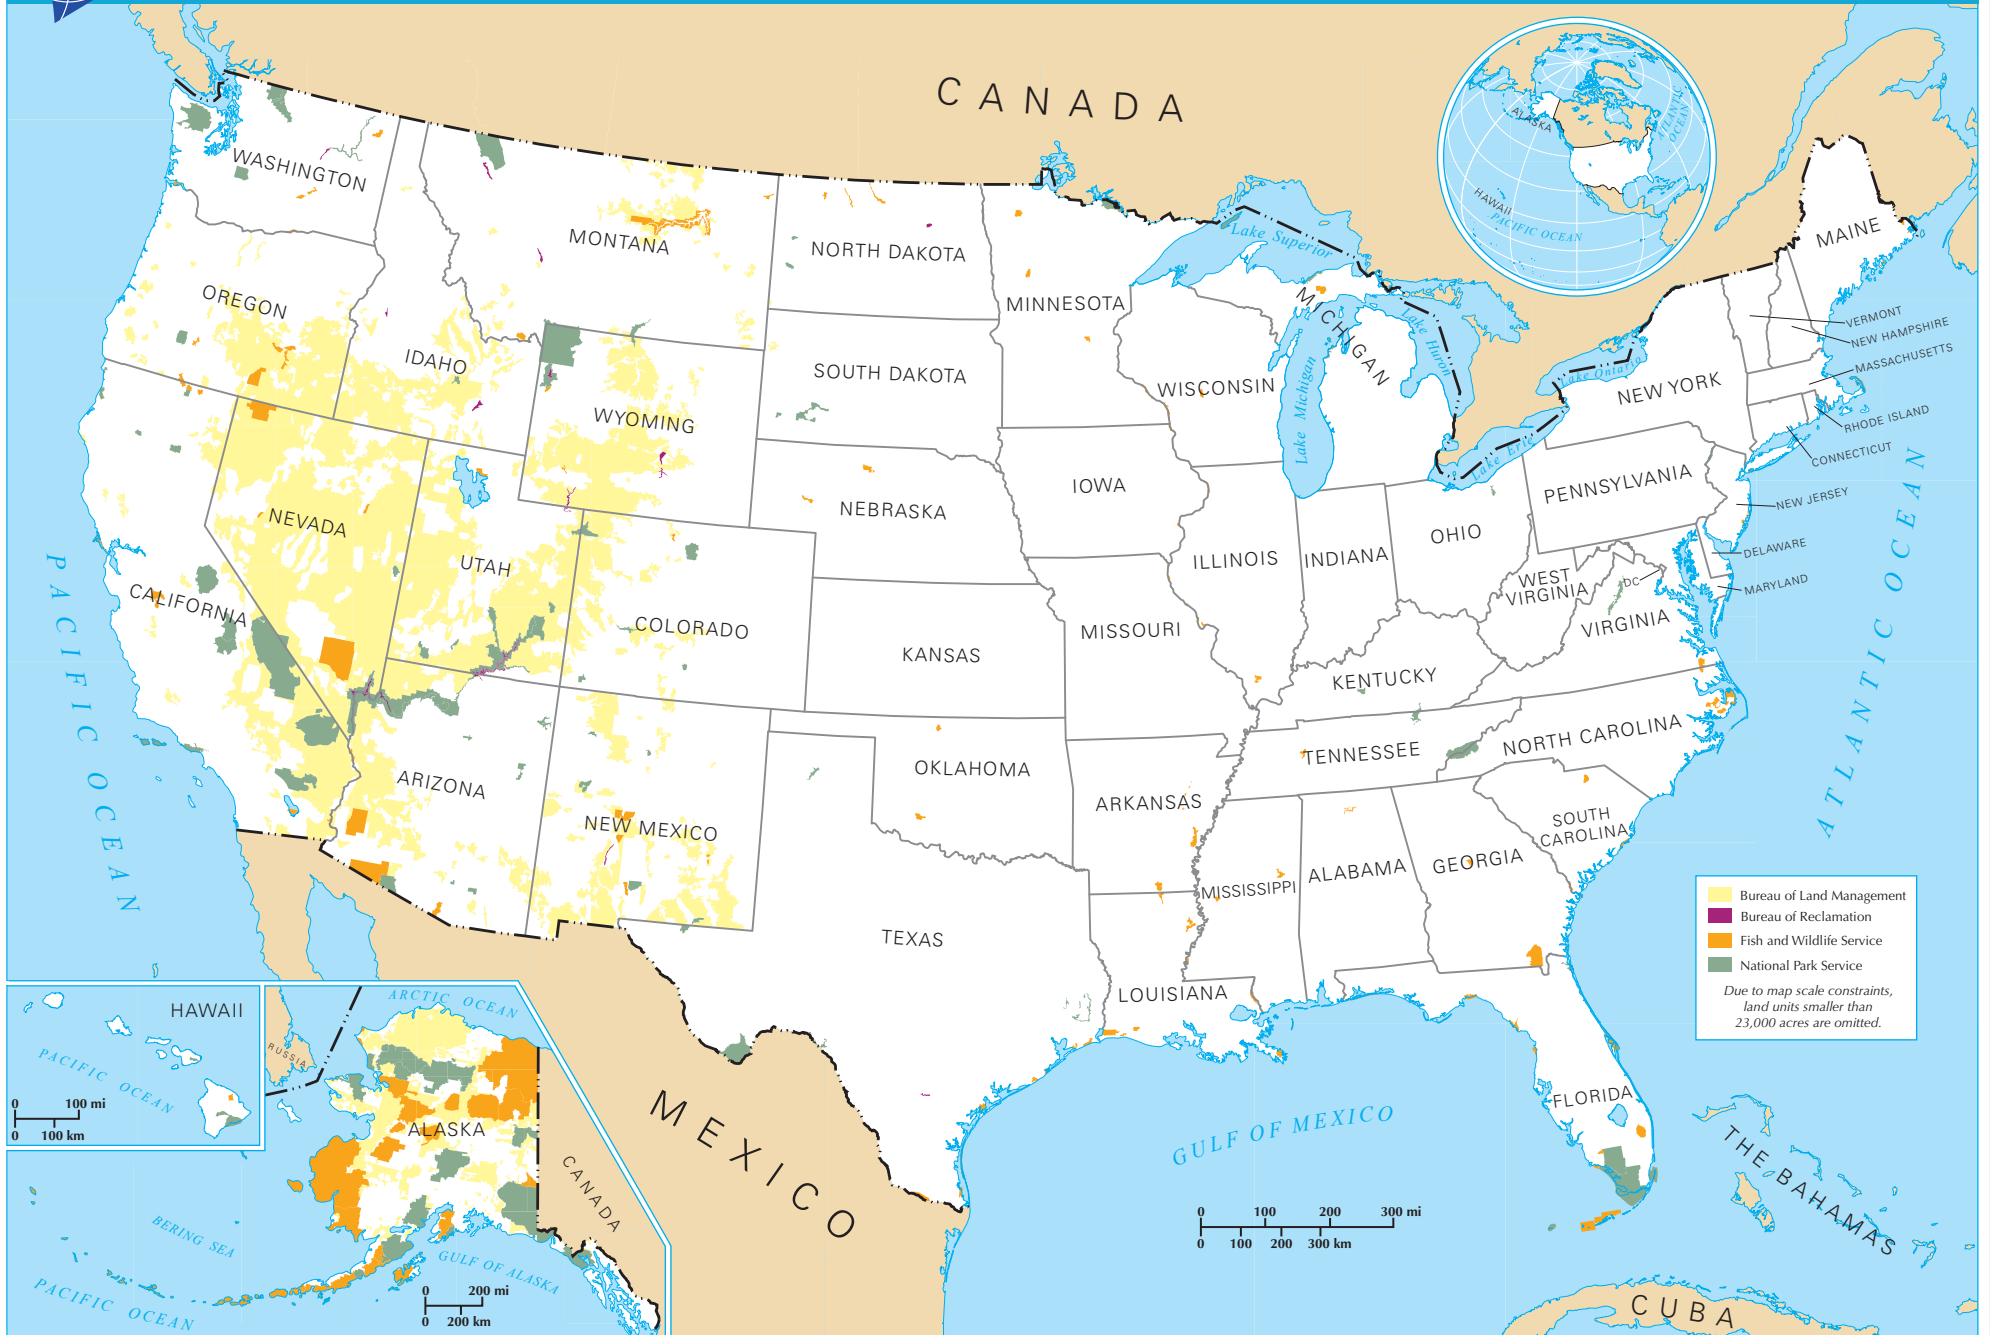 CANADA
ALASKA
ATLANTIC
OCEAN
HAWAII
PACIFIC OCEAN
WASHINGTON
MONTANA
NORTH DAKOTA
MINNESOTA
Lake Superior
MAINE
OREGON
IDAHO
SOUTH DAKOTA
WISCONSIN
MICHIGAN
Lake Michigan
Lake Huron
Lake Ontario
Lake Erie
NEW YORK
VERMONT
NEW HAMPSHIRE
MASSACHUSETTS
RHODE ISLAND
CONNECTICUT
WYOMING
NEBRASKA
IOWA
PENNSYLVANIA
NEW JERSEY
NEVADA
UTAH
ILLINOIS
INDIANA
OHIO
DELAWARE
MARYLAND
DC
WEST
VIRGINIA
VIRGINIA
CALIFORNIA
COLORADO
KANSAS
MISSOURI
KENTUCKY
PACIFIC OCEAN
ATLANTIC OCEAN
ARIZONA
NEW MEXICO
OKLAHOMA
ARKANSAS
TENNESSEE
NORTH CAROLINA
SOUTH
CAROLINA
MISSISSIPPI
ALABAMA
GEORGIA
TEXAS
LOUISIANA
FLORIDA
Bureau of Land Management
Bureau of Reclamation
Fish and Wildlife Service
National Park Service
Due to map scale constraints,
land units smaller than
23,000 acres are omitted.
HAWAII
PACIFIC OCEAN
0 100 mi
0 100 km
ARCTIC OCEAN
RUSSIA
ALASKA
CANADA
BERING SEA
GULF OF ALASKA
PACIFIC OCEAN
0 200 mi
0 200 km
MEXICO
GULF OF MEXICO
0 100 200 300 mi
0 100 200 300 km
THE BAHAMAS
CUBA